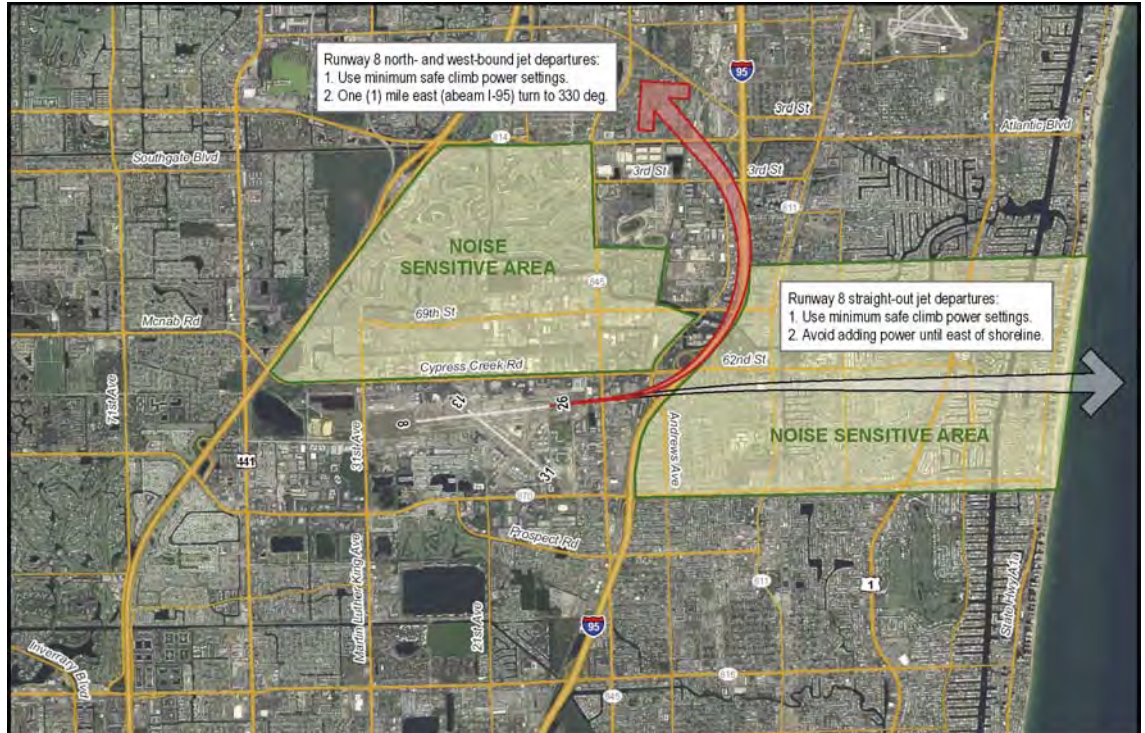 Runway 8 north- and west-bound jet departures:
1. Use minimum safe climb power settings.
2. One (1) mile east (abeam I-95) turn to 330 deg.
95
3rd St
Atlantic Blvd
814
Southgate Blvd
3rd St
3rd St
811
NOISE
SENSITIVE AREA
845
Runway 8 straight-out jet departures:
1. Use minimum safe climb power settings.
2. Avoid adding power until east of shoreline.
69th St
Mcnab Rd
62nd St
Cypress Creek Rd
71st Ave
13
26
8
31st Ave
Andrews Ave
NOISE SENSITIVE AREA
441
31
870
Prospect Rd
Martin Luther King Ave
21st Ave
811
1
State Hwy A1a
95
Inverrary Blvd
816
845